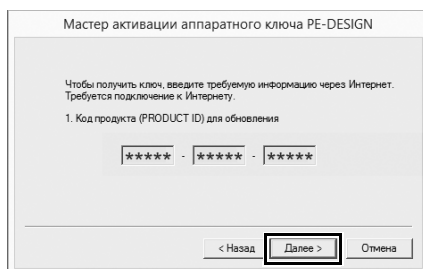 Мастер активации аппаратного ключа PE-DESIGN
Чтобы получить ключ, введите требуемую информацию через Интернет.
Требуется подключение к Интернету.
1. Код продукта (PRODUCT ID) для обновления
***** - ***** - *****
< Назад Далее > Отмена